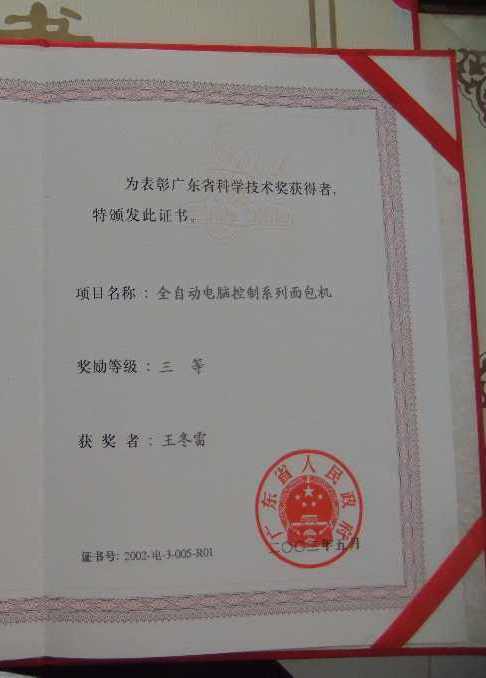 书
为表彰广东省科学技术奖获得者，
特颁发此证书。
项目名称：全自动电脑控制系列面包机
奖励等级：三 等
获 奖 者：王冬雷
广东省人民政府
二〇〇三年五月
证书号：2002-电-3-005-R01